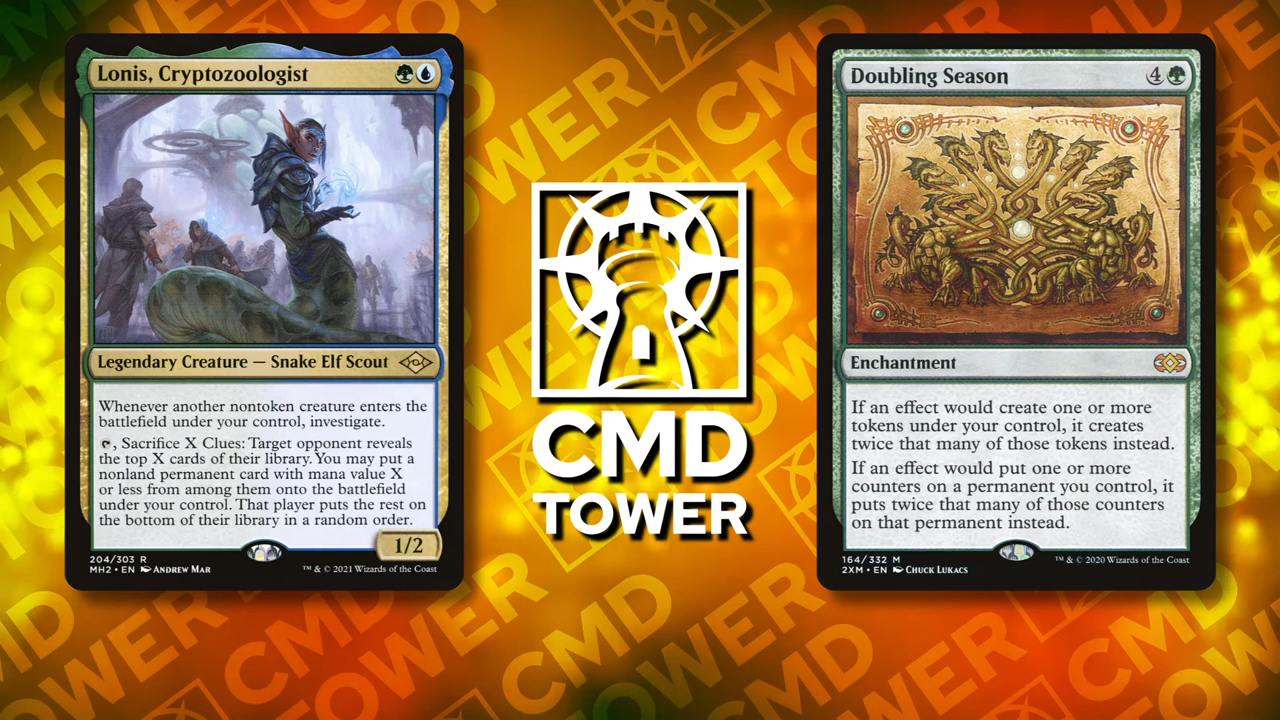 Lonis, Cryptozoologist
Legendary Creature — Snake Elf Scout
Whenever another nontoken creature enters the
battlefield under your control, investigate.
, Sacrifice X Clues: Target opponent reveals
the top X cards of their library. You may put a
nonland permanent card with mana value X
or less from among them onto the battlefield
under your control. That player puts the rest on
the bottom of their library in a random order.
1/2
204/303 R
MH2 • EN Andrew Mar
™ & © 2021 Wizards of the Coast
CMD
TOWER
Doubling Season
4
Enchantment
If an effect would create one or more
tokens under your control, it creates
twice that many of those tokens instead.
If an effect would put one or more
counters on a permanent you control, it
puts twice that many of those counters
on that permanent instead.
164/332 M
2XM • EN Chuck Lukacs
™ & © 2020 Wizards of the Coast